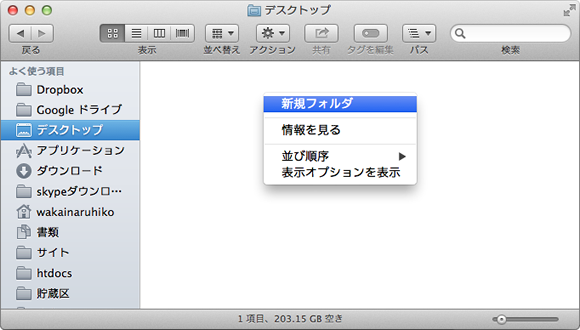 デスクトップ
戻る
表示
並べ替え
アクション
共有
タグを編集
パス
検索
よく使う項目
Dropbox
Google ドライブ
デスクトップ
アプリケーション
ダウンロード
skypeダウンロ…
wakainaruhiko
書類
サイト
htdocs
貯蔵区
新規フォルダ
情報を見る
並び順序
表示オプションを表示
1 項目、203.15 GB 空き